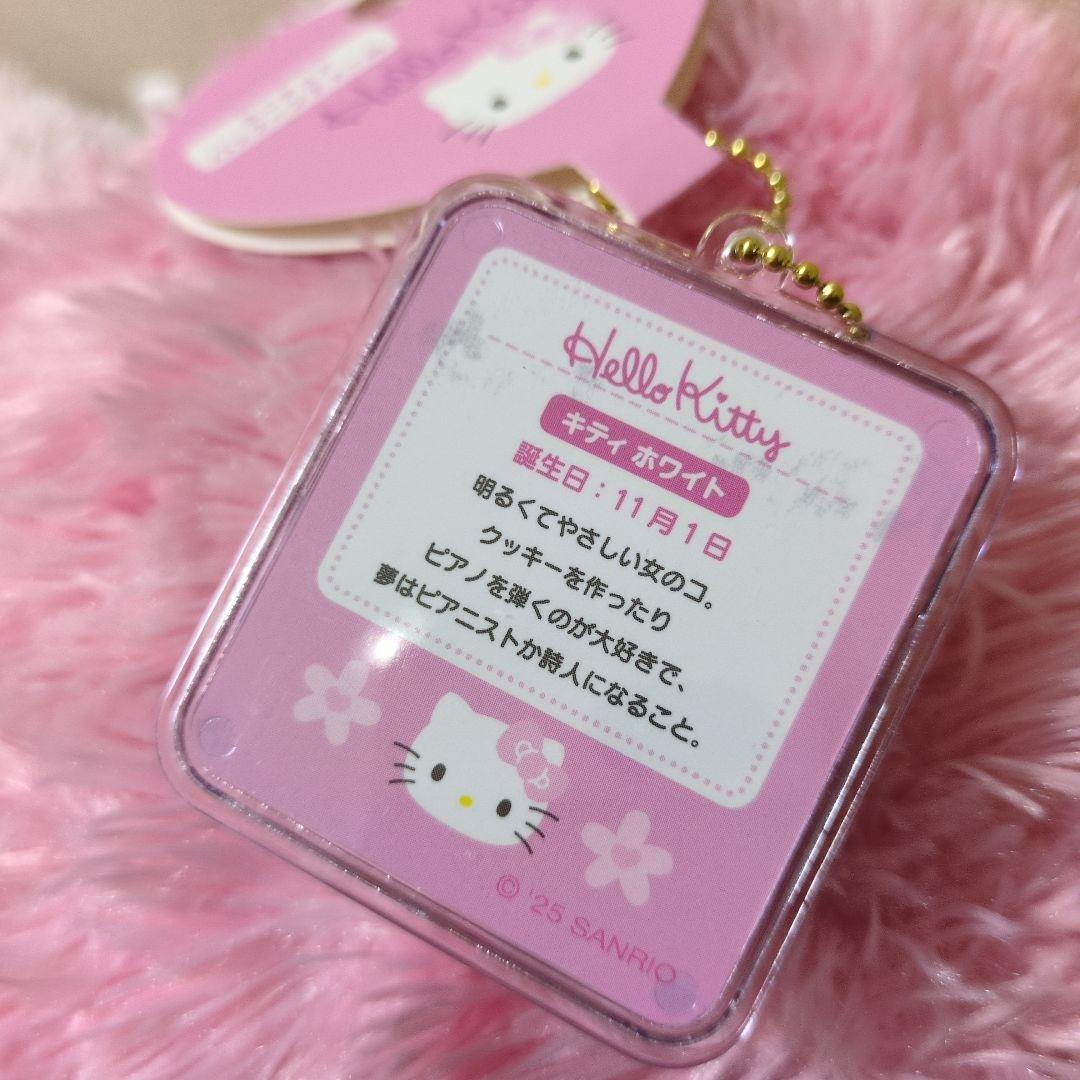 Hello Kitty
キティ ホワイト
誕生日：11月1日
明るくてやさしい女のコ。
クッキーを作ったり
ピアノを弾くのが大好きで、
夢はピアニストか詩人になること。
© '25 SANRIO